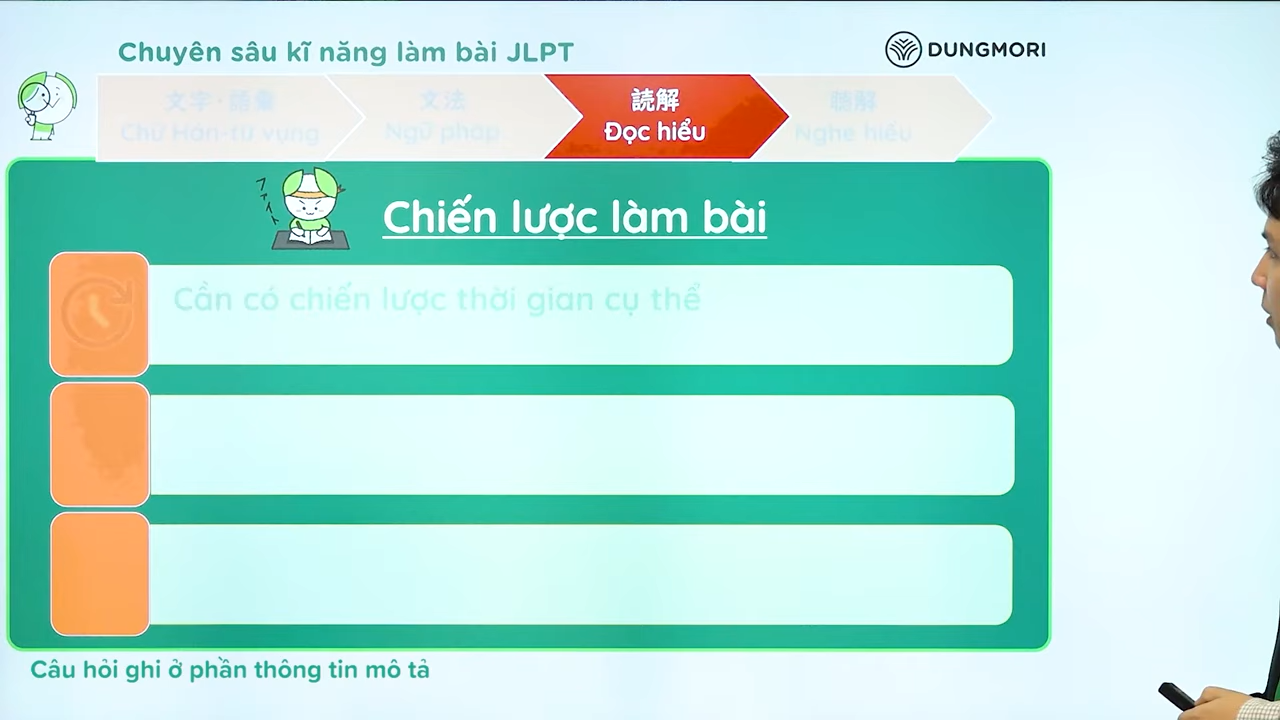 Chuyên sâu kĩ năng làm bài JLPT
DUNGMORI
文字・語彙
Chữ Hán-từ vựng
文法
Ngữ pháp
読解
Đọc hiểu
聴解
Nghe hiểu
ファイト
Chiến lược làm bài
Cần có chiến lược thời gian cụ thể
Câu hỏi ghi ở phần thông tin mô tả